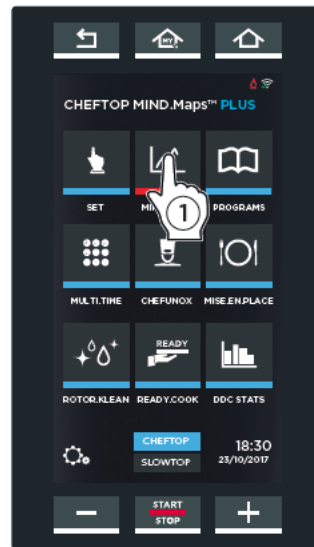 MY
CHEFTOP MIND.Maps™ PLUS
SET
MI
PROGRAMS
1
MULTI.TIME
CHEFUNOX
MISE.EN.PLACE
READY
ROTOR.KLEAN
READY.COOK
DDC STATS
CHEFTOP
SLOWTOP
18:30
23/10/2017
START
STOP